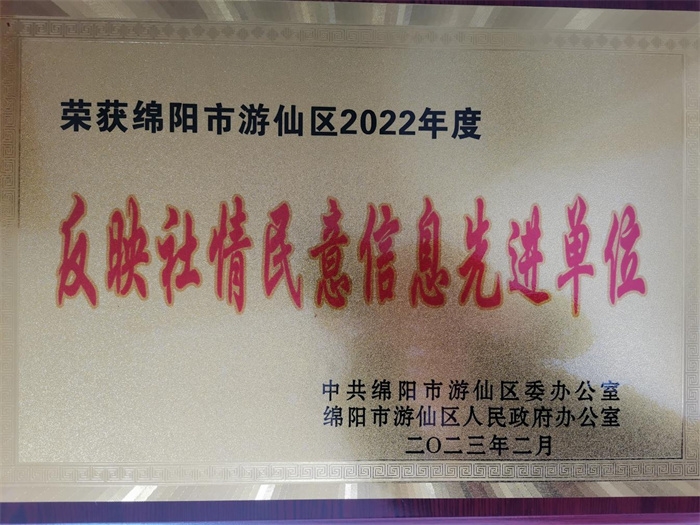 荣获绵阳市游仙区2022年度
反映社情民意信息先进单位
中共绵阳市游仙区委办公室
绵阳市游仙区人民政府办公室
二〇二三年二月